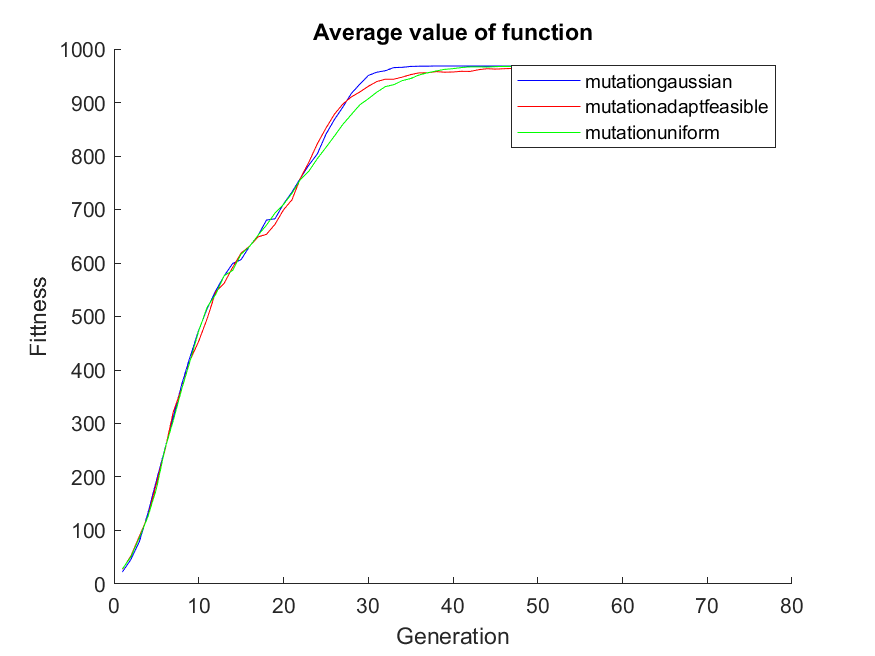 Average value of function
1000
900
800
700
600
500
400
300
200
100
0
Fittness
mutationgaussian
mutationadaptfeasible
mutationuniform
0 10 20 30 40 50 60 70 80
Generation